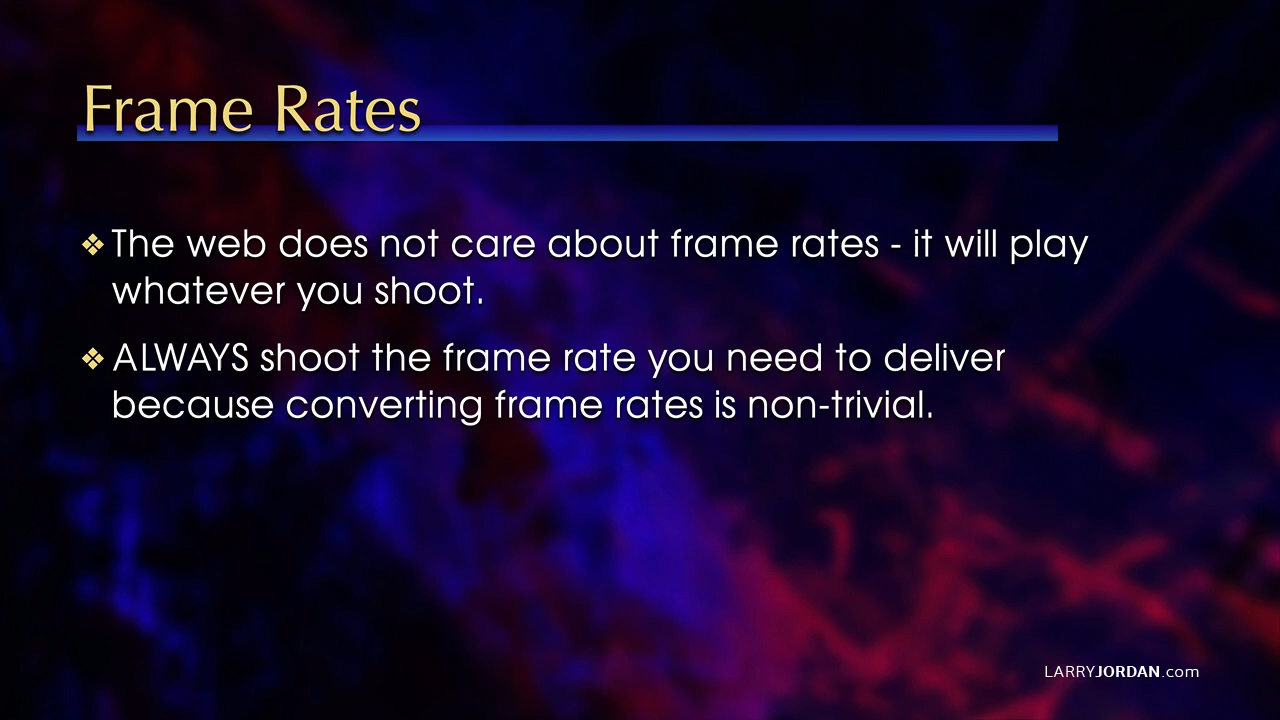 Frame Rates
❖ The web does not care about frame rates - it will play
whatever you shoot.
❖ ALWAYS shoot the frame rate you need to deliver
because converting frame rates is non-trivial.
LARRYJORDAN.com